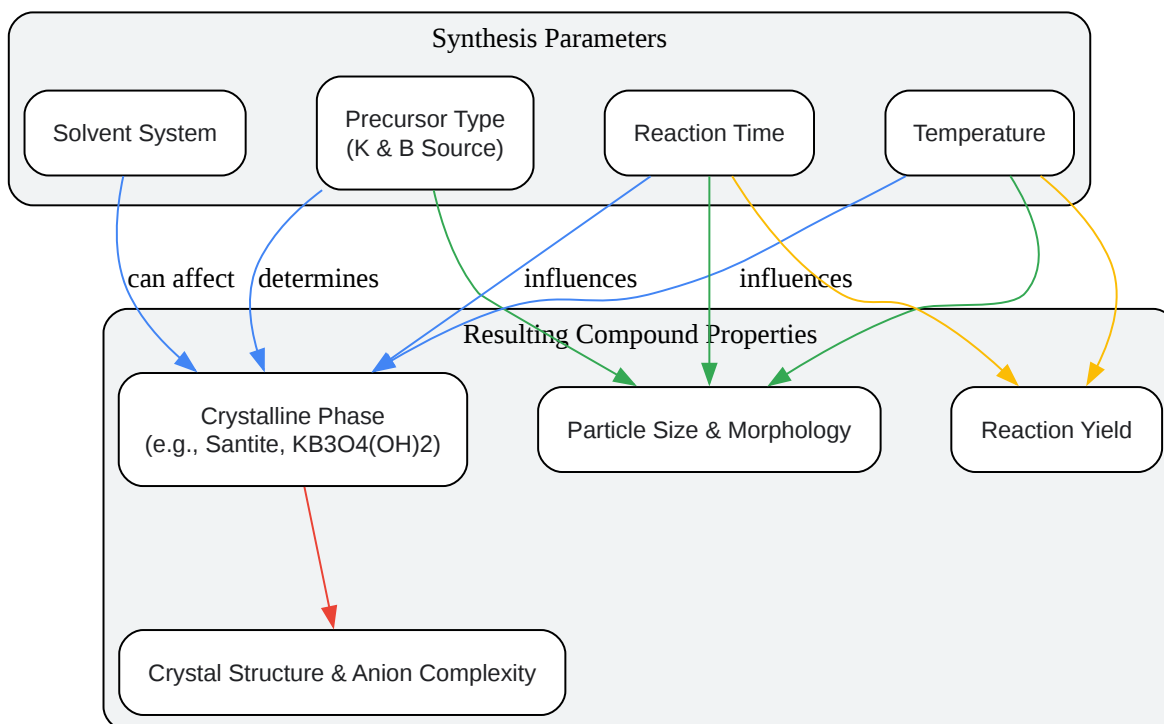 Synthesis Parameters
Solvent System
Precursor Type
(K & B Source)
Reaction Time
Temperature
can affect
determines
influences
influences
Resulting Compound Properties
Crystalline Phase
(e.g., Santite, KB3O4(OH)2)
Particle Size & Morphology
Reaction Yield
Crystal Structure & Anion Complexity